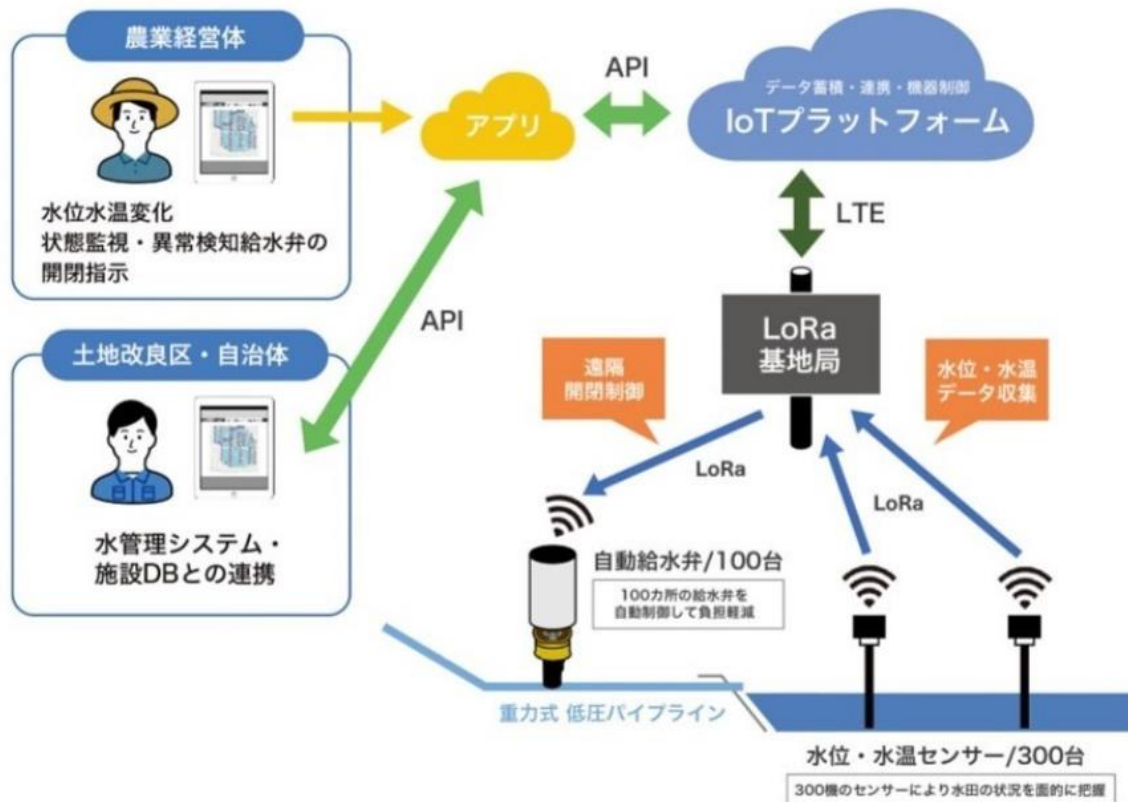 農業経営体
水位水温変化
状態監視・異常検知給水弁の
開閉指示
アプリ
API
データ蓄積・連携・機器制御
IoTプラットフォーム
LTE
API
土地改良区・自治体
水管理システム・
施設DBとの連携
LoRa
基地局
遠隔
開閉制御
水位・水温
データ収集
LoRa
LoRa
自動給水弁/100台
100カ所の給水弁を
自動制御して負担軽減
重力式 低圧パイプライン
水位・水温センサー/300台
300機のセンサーにより水田の状況を面的に把握